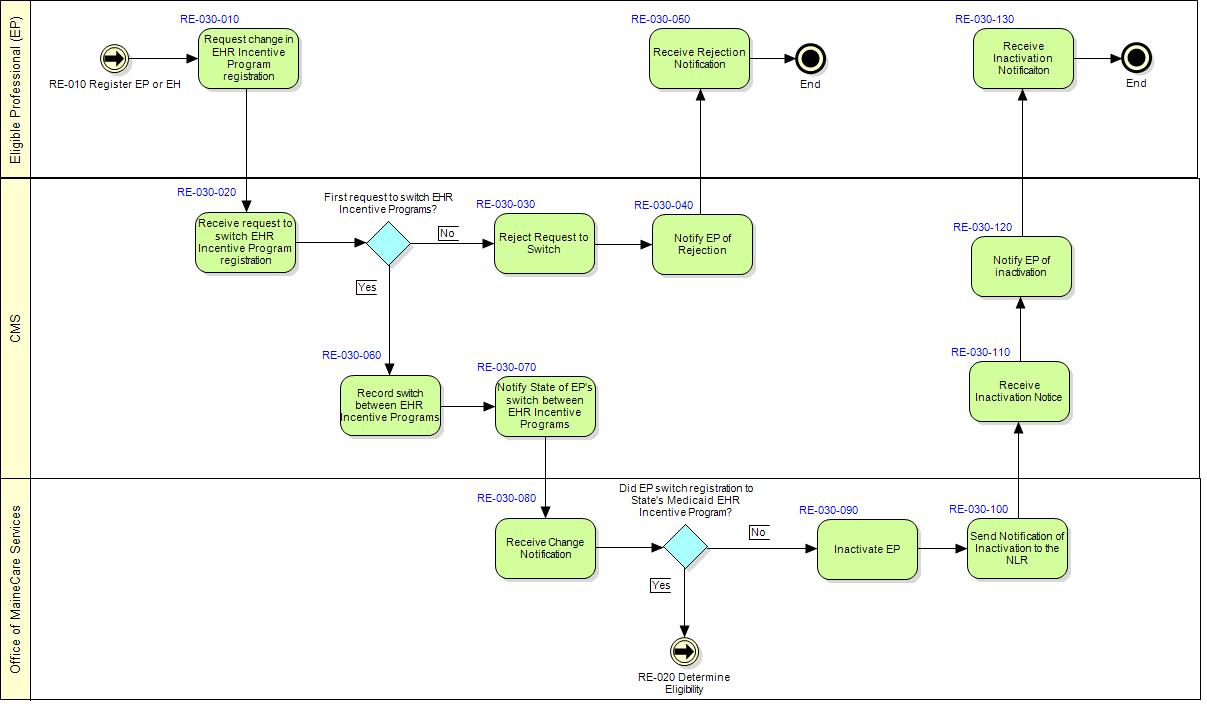 Eligible Professional (EP)
RE-010 Register EP or EH
RE-030-010
Request change in
EHR Incentive
Program
registration
RE-030-050
Receive Rejection
Notification
End
RE-030-130
Receive
Inactivation
Notificaiton
End
CMS
RE-030-020
Receive request to
switch EHR
Incentive Program
registration
First request to switch EHR
Incentive Programs?
No
Yes
RE-030-030
Reject Request to
Switch
RE-030-040
Notify EP of
Rejection
RE-030-060
Record switch
between EHR
Incentive Programs
RE-030-070
Notify State of EP's
switch between
EHR Incentive
Programs
RE-030-120
Notify EP of
inactivation
RE-030-110
Receive
Inactivation Notice
Office of MaineCare Services
RE-030-080
Receive Change
Notification
Did EP switch registration to
State's Medicaid EHR
Incentive Program?
No
Yes
RE-030-090
Inactivate EP
RE-030-100
Send Notification of
Inactivation to the
NLR
RE-020 Determine
Eligibility